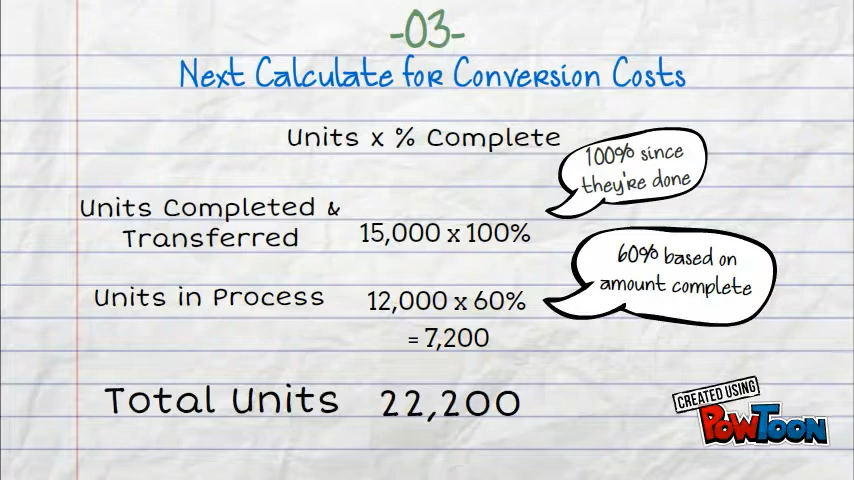 -03-
Next Calculate for Conversion Costs
Units x % Complete
100% since
they're done
Units Completed &
Transferred
15,000 x 100%
60% based on
amount complete
Units in Process
12,000 x 60%
= 7,200
Total Units
22,200
CREATED USING
POWTOON